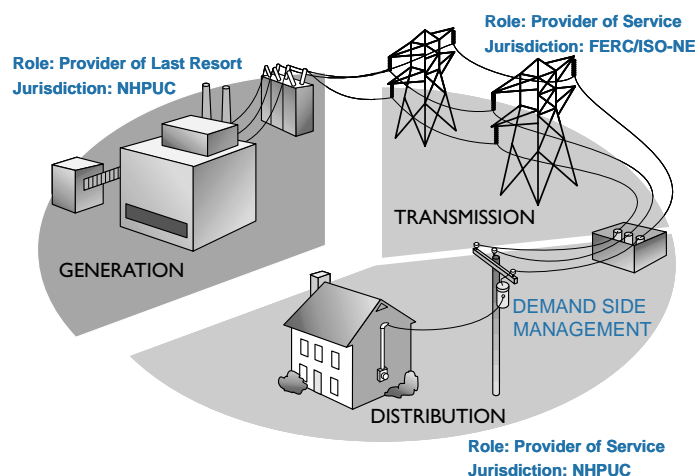 Role: Provider of Service
Jurisdiction: FERC/ISO-NE
Role: Provider of Last Resort
Jurisdiction: NHPUC
TRANSMISSION
GENERATION
DEMAND SIDE
MANAGEMENT
DISTRIBUTION
Role: Provider of Service
Jurisdiction: NHPUC